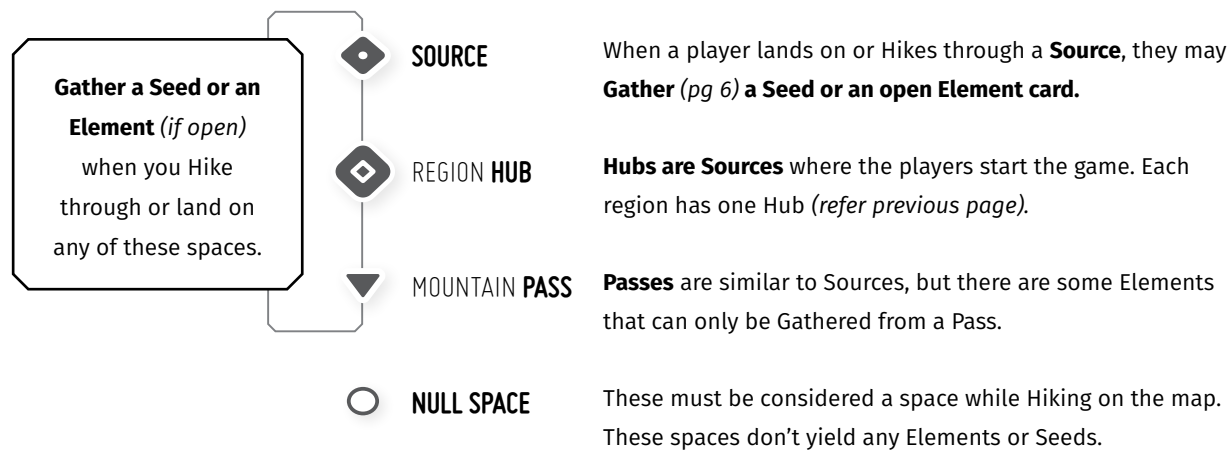 Gather a Seed or an
Element (if open)
when you Hike
through or land on
any of these spaces.
SOURCE
When a player lands on or Hikes through a Source, they may
Gather (pg 6) a Seed or an open Element card.
REGION HUB
Hubs are Sources where the players start the game. Each
region has one Hub (refer previous page).
MOUNTAIN PASS
Passes are similar to Sources, but there are some Elements
that can only be Gathered from a Pass.
NULL SPACE
These must be considered a space while Hiking on the map.
These spaces don’t yield any Elements or Seeds.